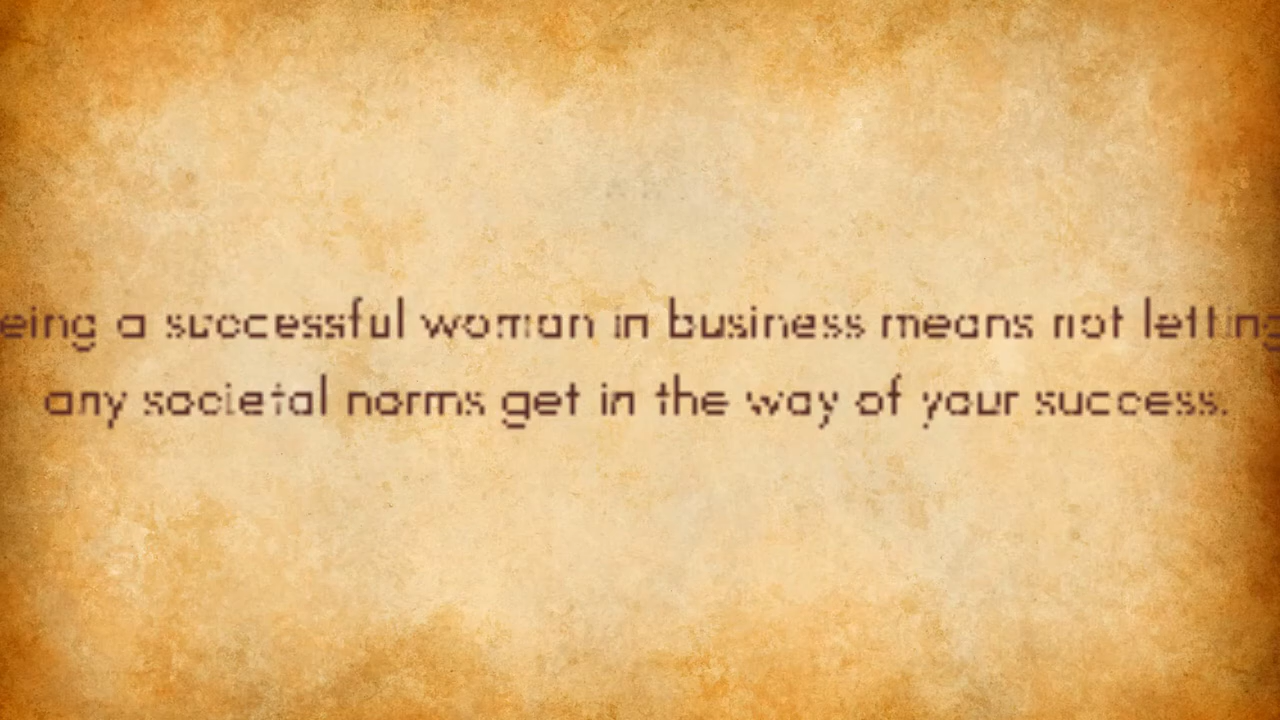 eing a successful woman in business means not letting
any societal norms get in the way of your success.